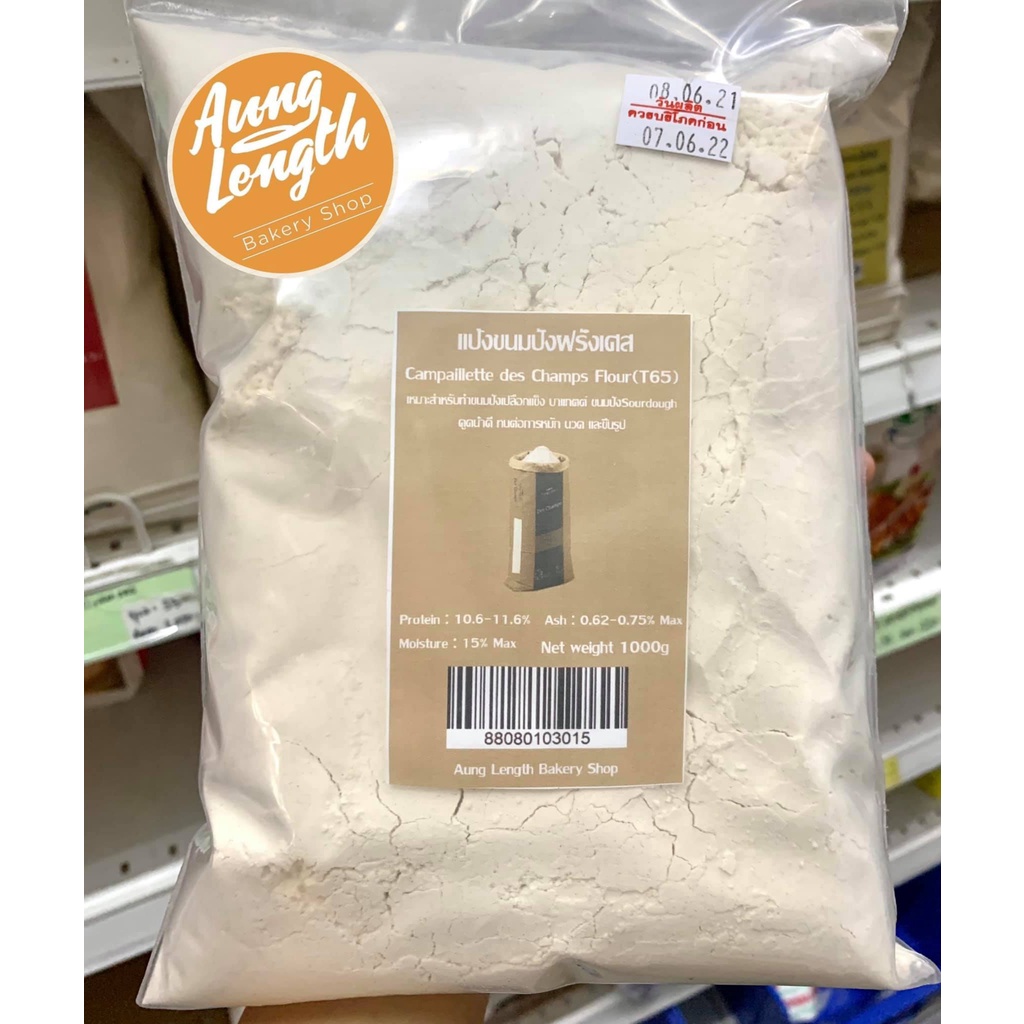 Aung
Length
Bakery Shop
08.06.21
วันผลิต
ควรบริโภคก่อน
07.06.22
แป้งขนมปังฝรั่งเศส
Campaillette des Champs Flour(T65)
เหมาะสำหรับทำขนมปังเปลือกแข็ง บาแกตต์ ขนมปังSourdough
ดูดน้ำดี ทนต่อการหมัก นวด และขึ้นรูป
Des Champs
Protein : 10.6-11.6% Ash : 0.62-0.75% Max
Moisture : 15% Max Net weight 1000g
88080103015
Aung Length Bakery Shop